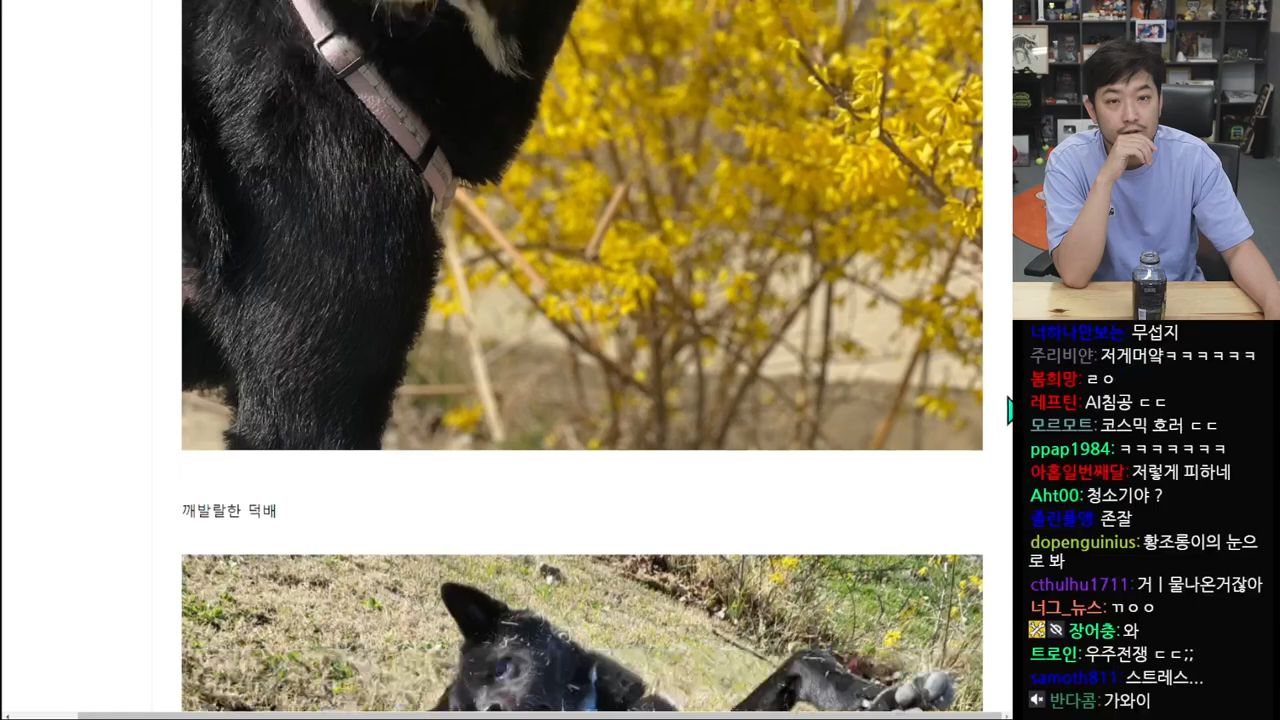 깨발랄한 덕배
너하나만보는: 무섭지
주리비얀: 저게머얔ㅋㅋㅋㅋㅋㅋ
봄희망: ㄹㅇ
레프틴: AI침공 ㄷㄷ
모르모트: 코스믹 호러 ㄷㄷ
ppap1984: ㅋㅋㅋㅋㅋㅋㅋ
아홉일번째달: 저렇게 피하네
Aht00: 청소기야 ?
졸린풀앵: 존잘
dopenguinius: 황조롱이의 눈으
로 봐
cthulhu1711: 거 | 물나온거잖아
너그_뉴스: ㄲㅇㅇ
장어충: 와
트로인: 우주전쟁 ㄷㄷ;;
samoth811: 스트레스...
반다콤: 가와이